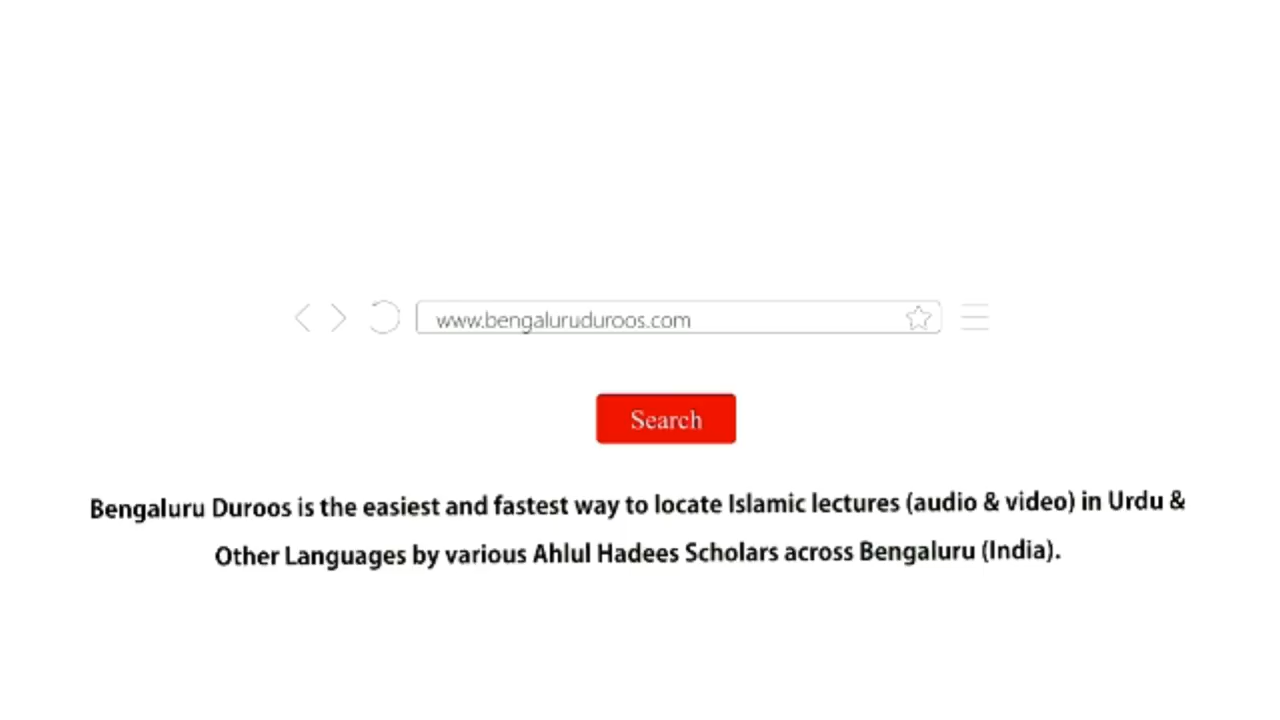 www.bengaluruduroos.com
Search
Bengaluru Duroos is the easiest and fastest way to locate Islamic lectures (audio & video) in Urdu &
Other Languages by various Ahlul Hadees Scholars across Bengaluru (India).